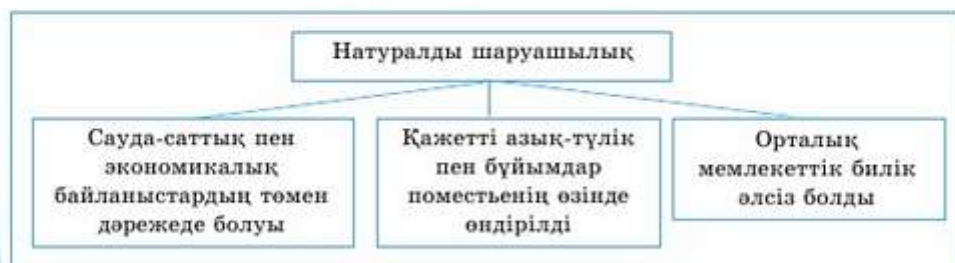 Натуралды шаруашылық
Сауда-саттық пен
экономикалық
байланыстардың төмен
дәрежеде болуы
Қажетті азық-түлік
пен бұйымдар
поместьенің өзінде
өндірілді
Орталық
мемлекеттік билик
әлсіз болды